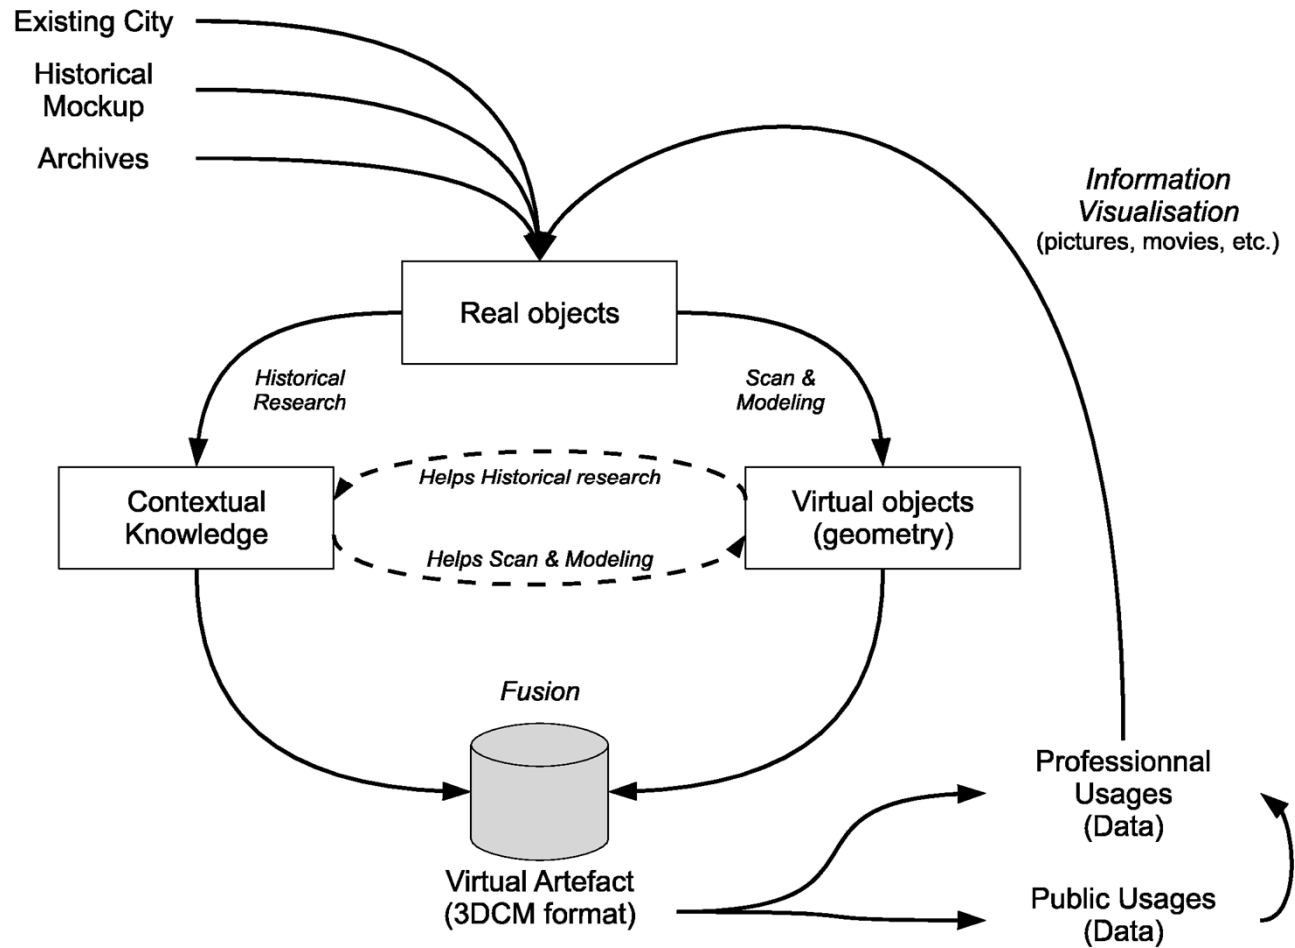 Existing City
Historical
Mockup
Archives
Information
Visualisation
(pictures, movies, etc.)
Real objects
Historical
Research
Scan &
Modeling
Contextual
Knowledge
Helps Historical research
Helps Scan & Modeling
Virtual objects
(geometry)
Fusion
Virtual Artefact
(3DCM format)
Professionnal
Usages
(Data)
Public Usages
(Data)